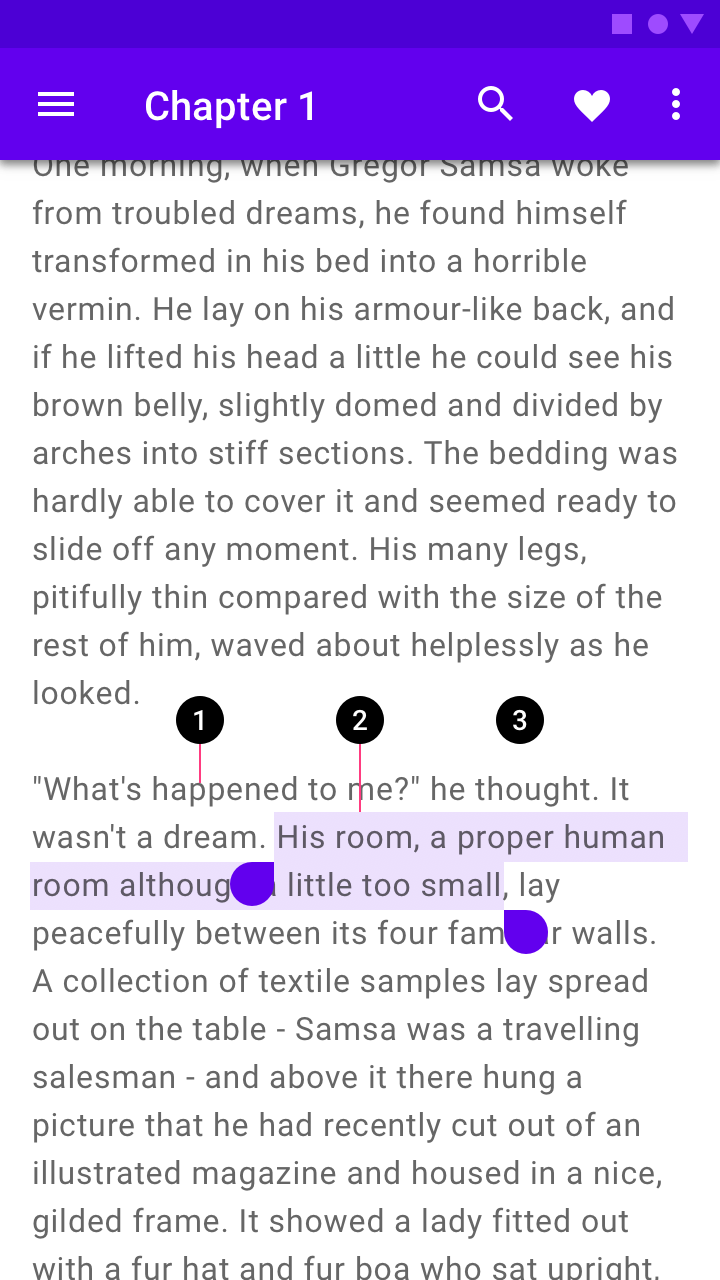 Chapter 1
One morning, when Gregor Samsa woke
from troubled dreams, he found himself
transformed in his bed into a horrible
vermin. He lay on his armour-like back, and
if he lifted his head a little he could see his
brown belly, slightly domed and divided by
arches into stiff sections. The bedding was
hardly able to cover it and seemed ready to
slide off any moment. His many legs,
pitifully thin compared with the size of the
rest of him, waved about helplessly as he
looked.
1 2 3
"What's happened to me?" he thought. It
wasn't a dream. His room, a proper human
room although a little too small, lay
peacefully between its four familiar walls.
A collection of textile samples lay spread
out on the table - Samsa was a travelling
salesman - and above it there hung a
picture that he had recently cut out of an
illustrated magazine and housed in a nice,
gilded frame. It showed a lady fitted out
with a fur hat and fur boa who sat upright,